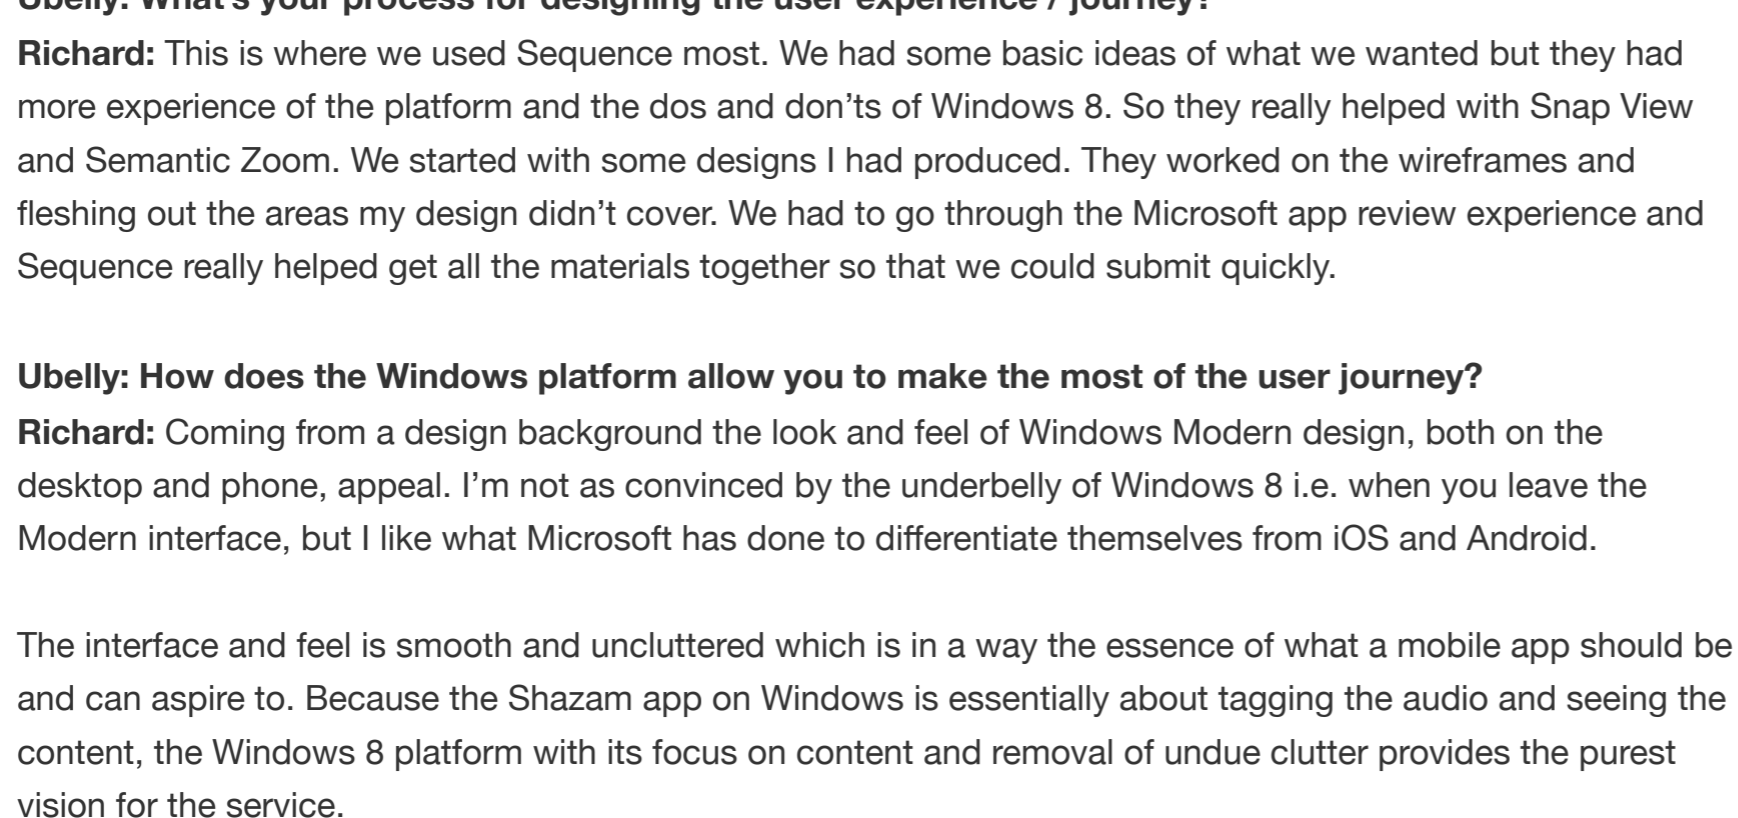 Ubelly: What's your process for designing the user experience / journey?
Richard: This is where we used Sequence most. We had some basic ideas of what we wanted but they had
more experience of the platform and the dos and don’ts of Windows 8. So they really helped with Snap View
and Semantic Zoom. We started with some designs I had produced. They worked on the wireframes and
fleshing out the areas my design didn’t cover. We had to go through the Microsoft app review experience and
Sequence really helped get all the materials together so that we could submit quickly.
Ubelly: How does the Windows platform allow you to make the most of the user journey?
Richard: Coming from a design background the look and feel of Windows Modern design, both on the
desktop and phone, appeal. I’m not as convinced by the underbelly of Windows 8 i.e. when you leave the
Modern interface, but I like what Microsoft has done to differentiate themselves from iOS and Android.
The interface and feel is smooth and uncluttered which is in a way the essence of what a mobile app should be
and can aspire to. Because the Shazam app on Windows is essentially about tagging the audio and seeing the
content, the Windows 8 platform with its focus on content and removal of undue clutter provides the purest
vision for the service.